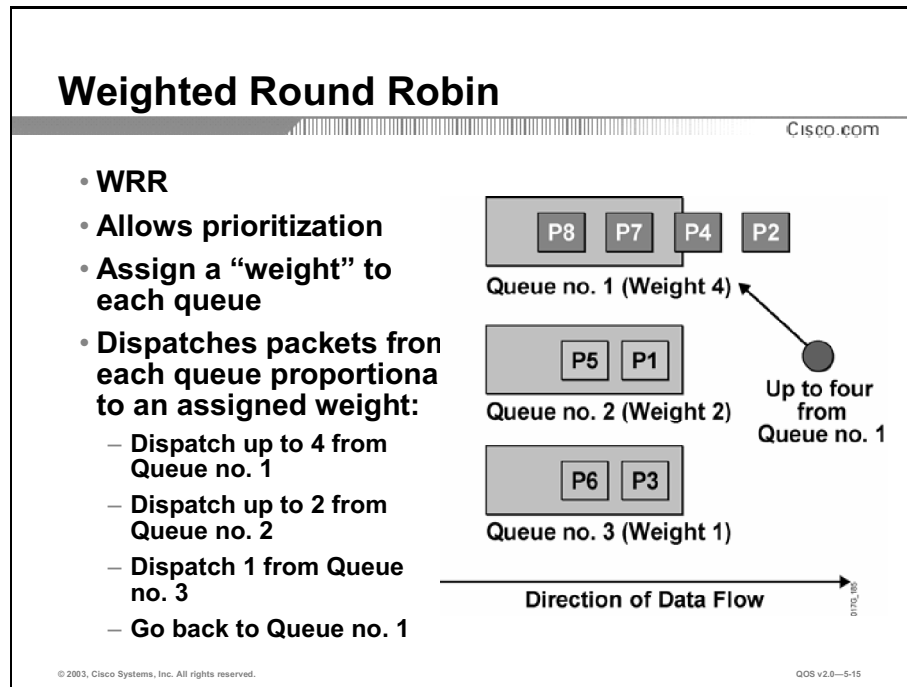 Weighted Round Robin
Cisco.com
• WRR
• Allows prioritization
• Assign a “weight” to
each queue
• Dispatches packets from
each queue proportiona
to an assigned weight:
– Dispatch up to 4 from
Queue no. 1
– Dispatch up to 2 from
Queue no. 2
– Dispatch 1 from Queue
no. 3
– Go back to Queue no. 1
P8 P7 P4 P2
Queue no. 1 (Weight 4)
P5 P1
Queue no. 2 (Weight 2)
Up to four
from
Queue no. 1
P6 P3
Queue no. 3 (Weight 1)
Direction of Data Flow
D17G_185
© 2003, Cisco Systems, Inc. All rights reserved.
QOS v2.0—5-15